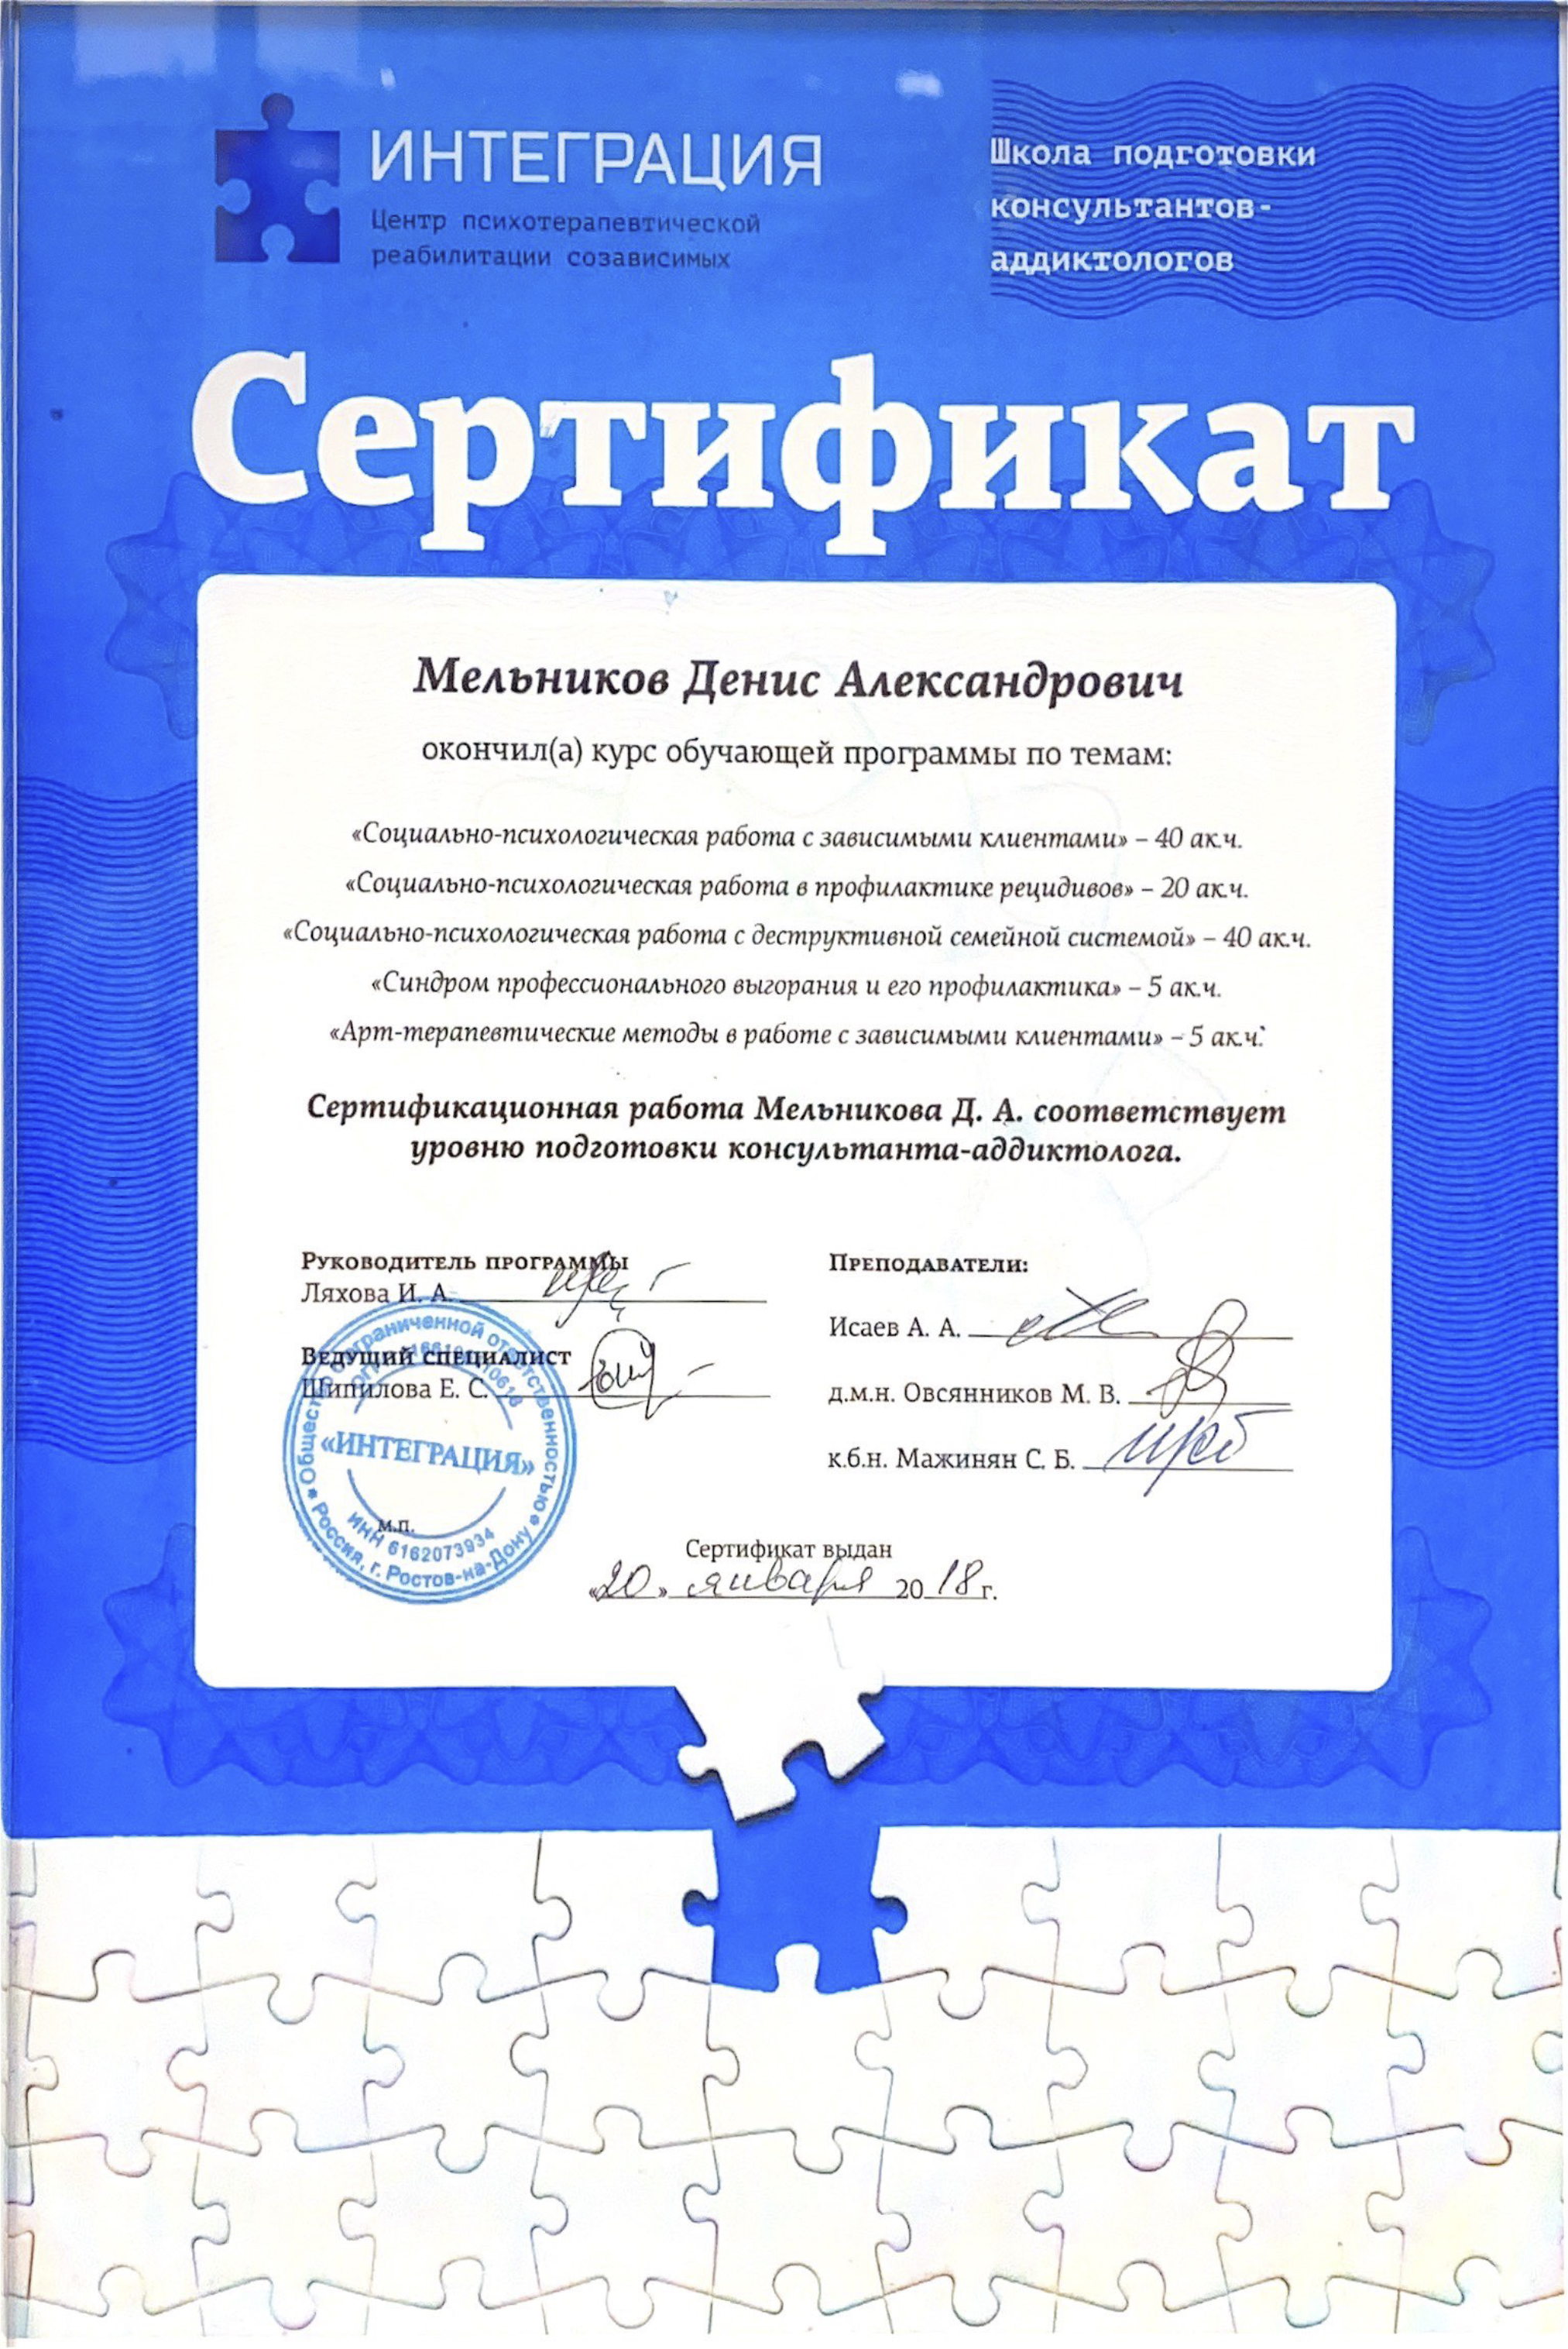 ИНТЕГРАЦИЯ
Центр психотерапевтической
реабилитации созависимых
Школа подготовки
консультантов-
аддиктологов
Сертификат
Мельников Денис Александрович
окончил(а) курс обучающей программы по темам:
«Социально-психологическая работа с зависимыми клиентами» – 40 ак.ч.
«Социально-психологическая работа в профилактике рецидивов» – 20 ак.ч.
«Социально-психологическая работа с деструктивной семейной системой» – 40 ак.ч.
«Синдром профессионального выгорания и его профилактика» – 5 ак.ч.
«Арт-терапевтические методы в работе с зависимыми клиентами» – 5 ак.ч.
Сертификационная работа Мельникова Д. А. соответствует
уровню подготовки консультанта-аддиктолога.
Руководитель программы
Ляхова И. А.
Ведущий специалист
Шипилова Е. С.
Преподаватели:
Исаев А. А.
д.м.н. Овсянников М. В.
к.б.н. Мажинян С. Б.
Общество с ограниченной ответственностью
«ИНТЕГРАЦИЯ»
м.п.
ИНН 6162073934
Россия, г. Ростов-на-Дону
Сертификат выдан
«20» января 2018 г.